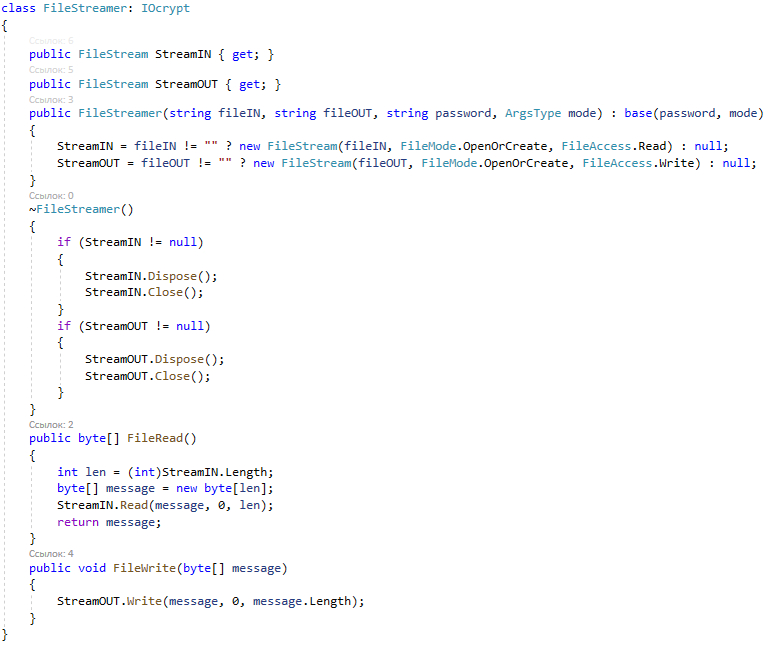 class FileStreamer: IOcrypt
{
Ссылок: 6
public FileStream StreamIN { get; }
Ссылок: 5
public FileStream StreamOUT { get; }
Ссылок: 3
public FileStreamer(string fileIN, string fileOUT, string password, ArgsType mode) : base(password, mode)
{
StreamIN = fileIN != "" ? new FileStream(fileIN, FileMode.OpenOrCreate, FileAccess.Read) : null;
StreamOUT = fileOUT != "" ? new FileStream(fileOUT, FileMode.OpenOrCreate, FileAccess.Write) : null;
}
Ссылок: 0
~FileStreamer()
{
if (StreamIN != null)
{
StreamIN.Dispose();
StreamIN.Close();
}
if (StreamOUT != null)
{
StreamOUT.Dispose();
StreamOUT.Close();
}
}
Ссылок: 2
public byte[] FileRead()
{
int len = (int)StreamIN.Length;
byte[] message = new byte[len];
StreamIN.Read(message, 0, len);
return message;
}
Ссылок: 4
public void FileWrite(byte[] message)
{
StreamOUT.Write(message, 0, message.Length);
}
}